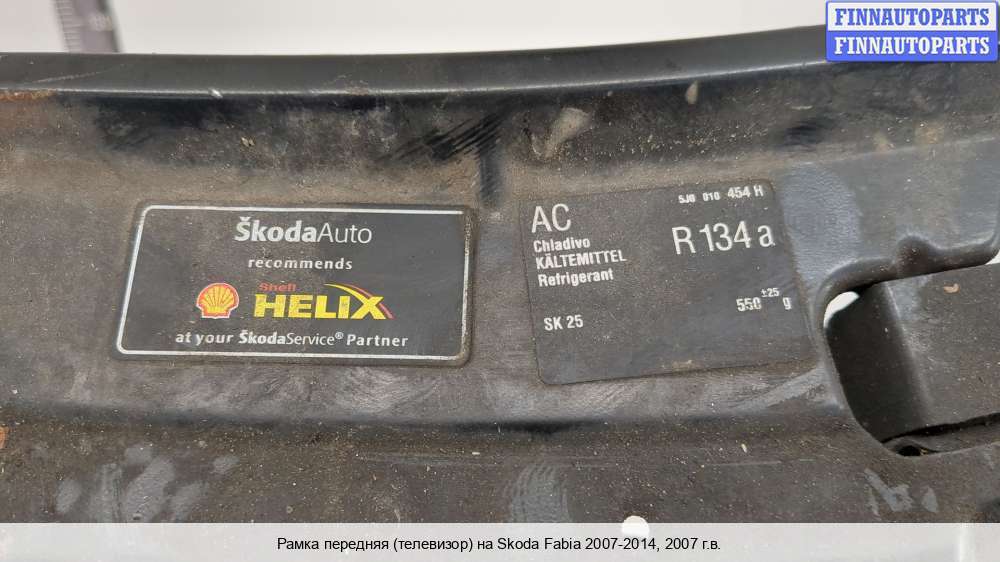 FINNAUTOPARTS
FINNAUTOPARTS
ŠkodaAuto
recommends
Shell
HELIX
at your ŠkodaService® Partner
5J0 010 454 H
AC
R 134 a
Chladivo
KÄLTEMITTEL
Refrigerant
550 ±25 g
SK 25
Рамка передняя (телевизор) на Skoda Fabia 2007-2014, 2007 г.в.